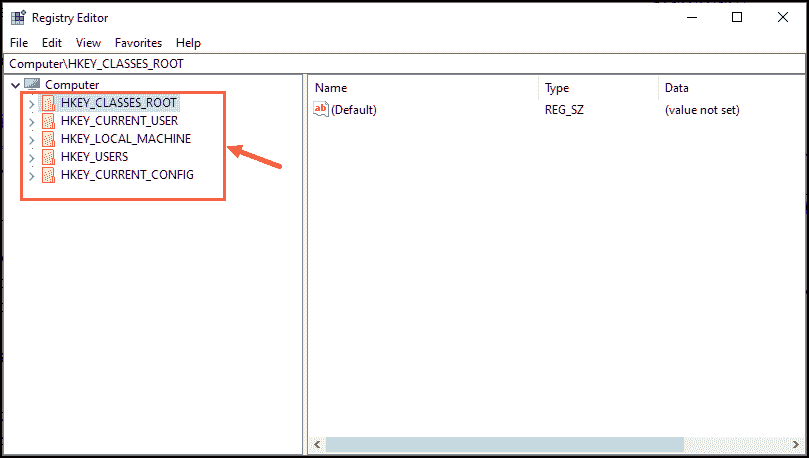 Registry Editor
File Edit View Favorites Help
Computer\HKEY_CLASSES_ROOT
Computer
HKEY_CLASSES_ROOT
HKEY_CURRENT_USER
HKEY_LOCAL_MACHINE
HKEY_USERS
HKEY_CURRENT_CONFIG
Name Type Data
ab (Default) REG_SZ (value not set)